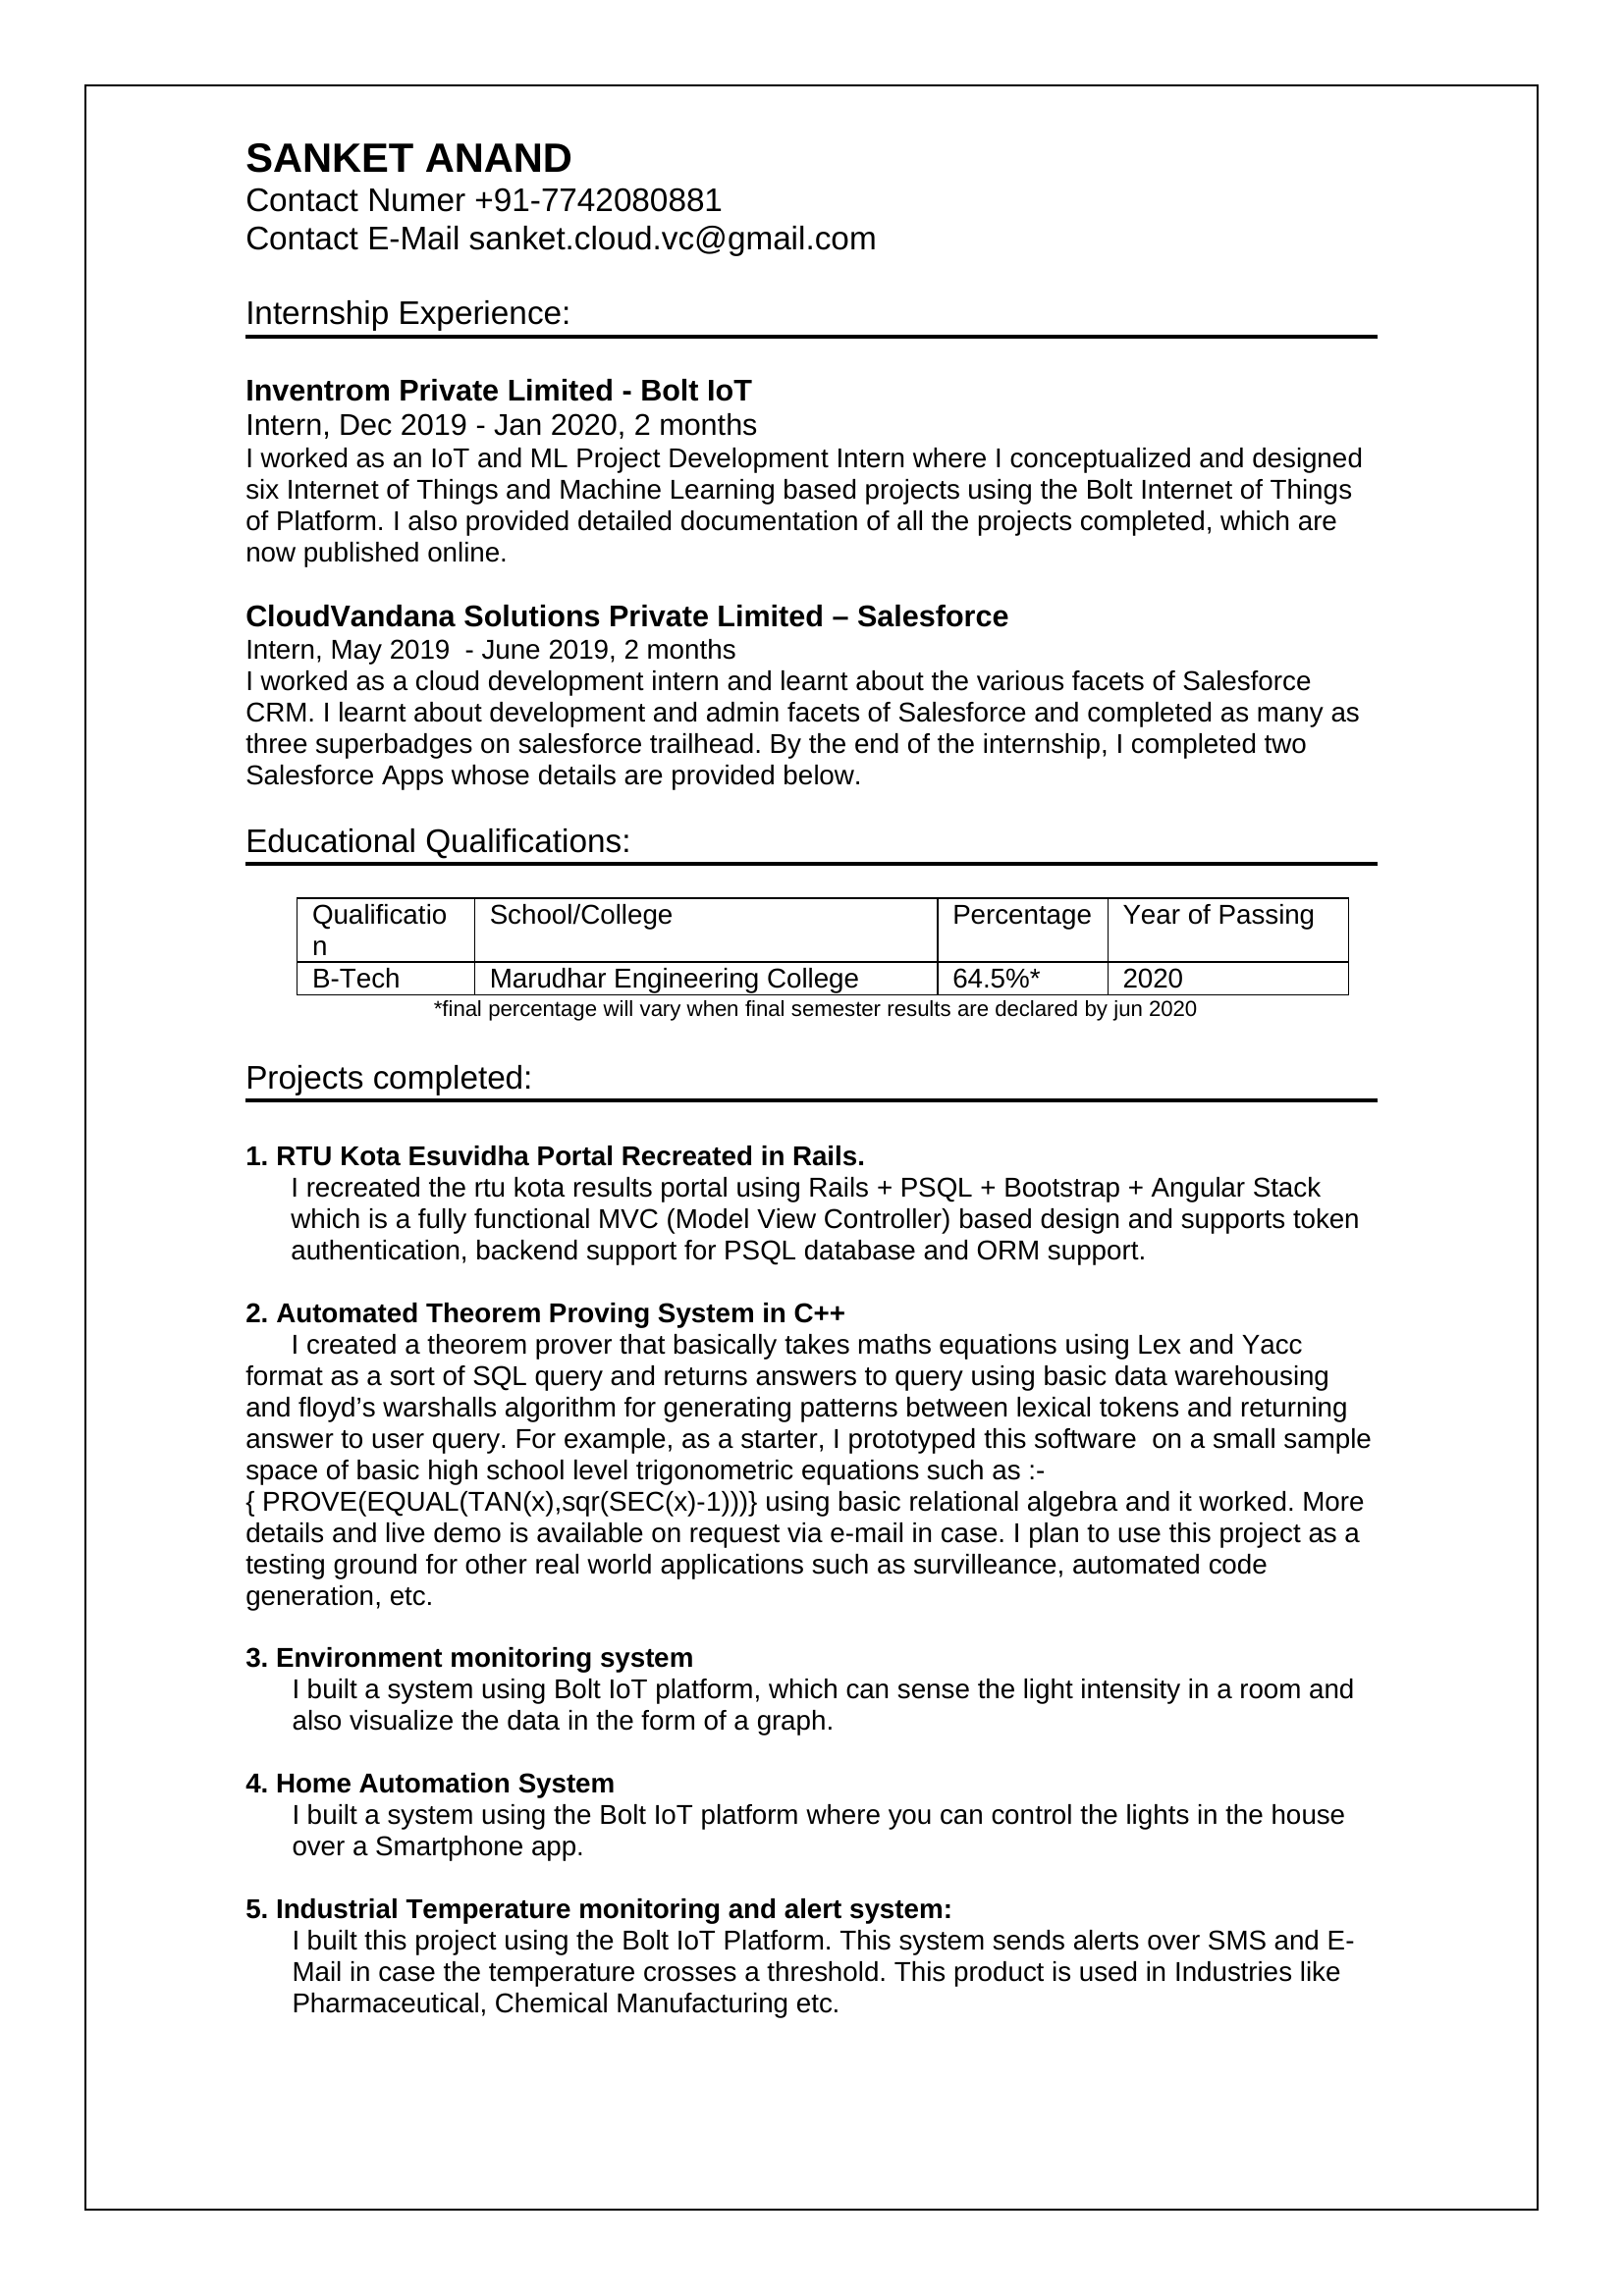 SANKET ANAND
Contact Numer +91-7742080881
Contact E-Mail sanket.cloud.vc@gmail.com
Internship Experience:
Inventrom Private Limited - Bolt IoT
Intern, Dec 2019 - Jan 2020, 2 months
I worked as an IoT and ML Project Development Intern where I conceptualized and designed
six Internet of Things and Machine Learning based projects using the Bolt Internet of Things
of Platform. I also provided detailed documentation of all the projects completed, which are
now published online.
CloudVandana Solutions Private Limited – Salesforce
Intern, May 2019  - June 2019, 2 months
I worked as a cloud development intern and learnt about the various facets of Salesforce
CRM. I learnt about development and admin facets of Salesforce and completed as many as
three superbadges on salesforce trailhead. By the end of the internship, I completed two
Salesforce Apps whose details are provided below.
Educational Qualifications:
Qualificatio School/College Percentage Year of Passing
n
B-Tech Marudhar Engineering College 64.5%* 2020
*final percentage will vary when final semester results are declared by jun 2020
Projects completed:
1. RTU Kota Esuvidha Portal Recreated in Rails.
I recreated the rtu kota results portal using Rails + PSQL + Bootstrap + Angular Stack
which is a fully functional MVC (Model View Controller) based design and supports token
authentication, backend support for PSQL database and ORM support.
2. Automated Theorem Proving System in C++
I created a theorem prover that basically takes maths equations using Lex and Yacc
format as a sort of SQL query and returns answers to query using basic data warehousing
and floyd’s warshalls algorithm for generating patterns between lexical tokens and returning
answer to user query. For example, as a starter, I prototyped this software  on a small sample
space of basic high school level trigonometric equations such as :-
{ PROVE(EQUAL(TAN(x),sqr(SEC(x)-1)))} using basic relational algebra and it worked. More
details and live demo is available on request via e-mail in case. I plan to use this project as a
testing ground for other real world applications such as survilleance, automated code
generation, etc.
3. Environment monitoring system
I built a system using Bolt IoT platform, which can sense the light intensity in a room and
also visualize the data in the form of a graph.
4. Home Automation System
I built a system using the Bolt IoT platform where you can control the lights in the house
over a Smartphone app.
5. Industrial Temperature monitoring and alert system:
I built this project using the Bolt IoT Platform. This system sends alerts over SMS and E-
Mail in case the temperature crosses a threshold. This product is used in Industries like
Pharmaceutical, Chemical Manufacturing etc.